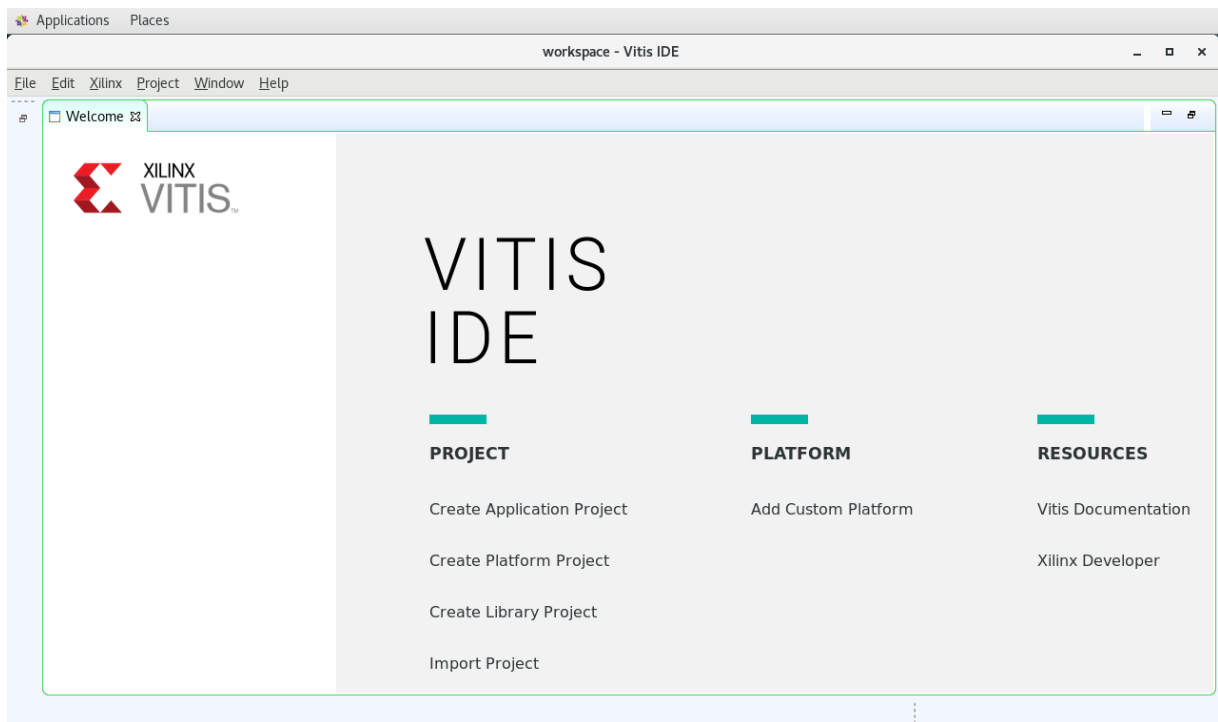 Applications Places
workspace - Vitis IDE
File Edit Xilinx Project Window Help
Welcome
XILINX
VITIS™
VITIS
IDE
PROJECT PLATFORM RESOURCES
Create Application Project Add Custom Platform Vitis Documentation
Create Platform Project Xilinx Developer
Create Library Project
Import Project